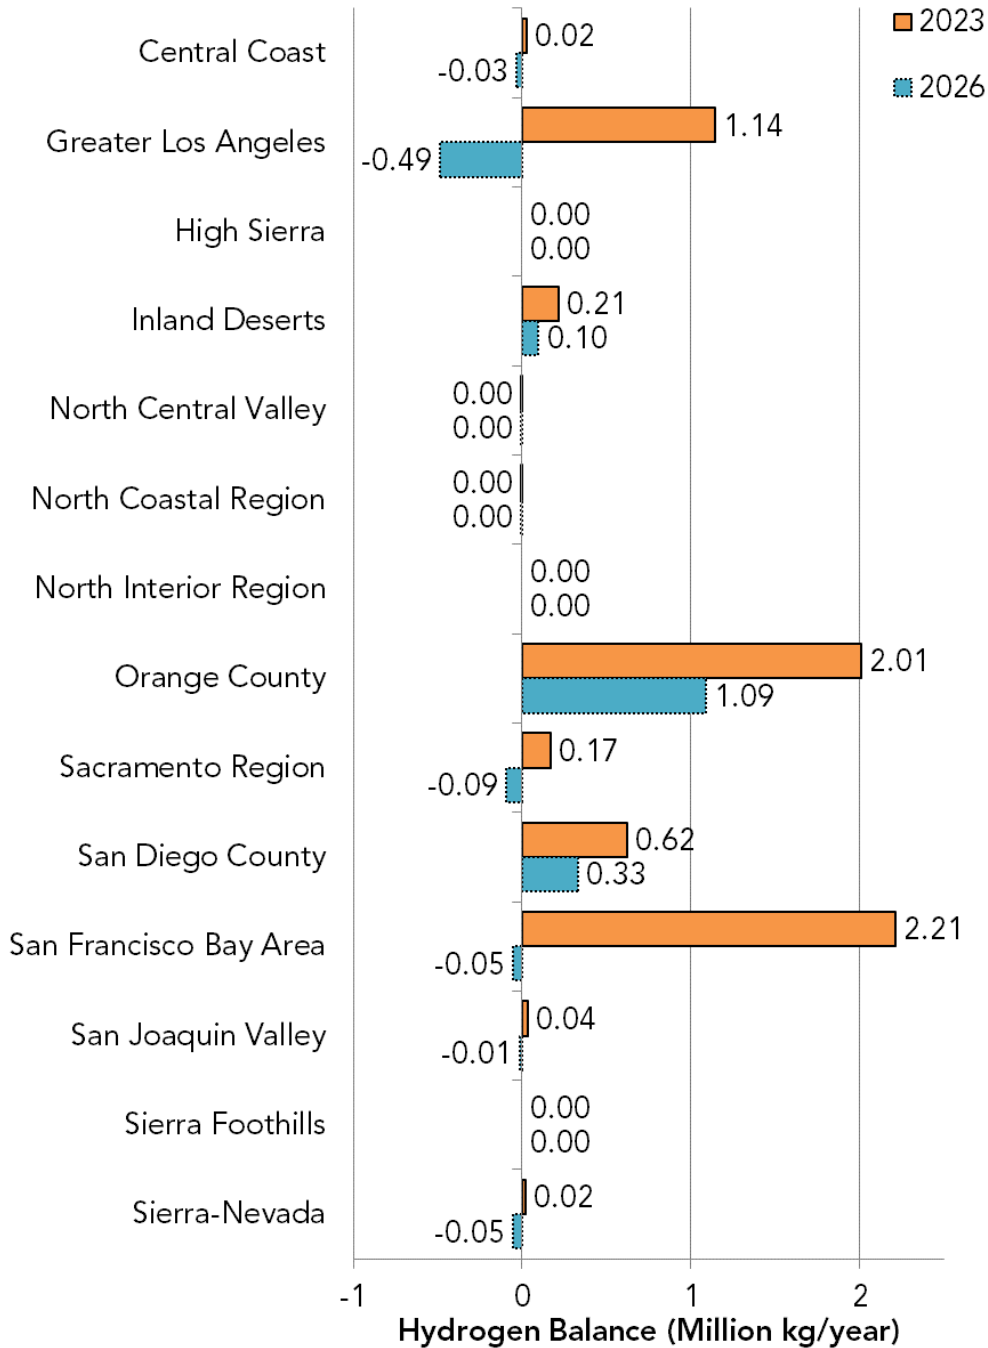 2023
2026
Central Coast
0.02
-0.03
Greater Los Angeles
1.14
-0.49
High Sierra
0.00
0.00
Inland Deserts
0.21
0.10
North Central Valley
0.00
0.00
North Coastal Region
0.00
0.00
North Interior Region
0.00
0.00
Orange County
2.01
1.09
Sacramento Region
0.17
-0.09
San Diego County
0.62
0.33
San Francisco Bay Area
2.21
-0.05
San Joaquin Valley
0.04
-0.01
Sierra Foothills
0.00
0.00
Sierra-Nevada
0.02
-0.05
-1 0 1 2
Hydrogen Balance (Million kg/year)